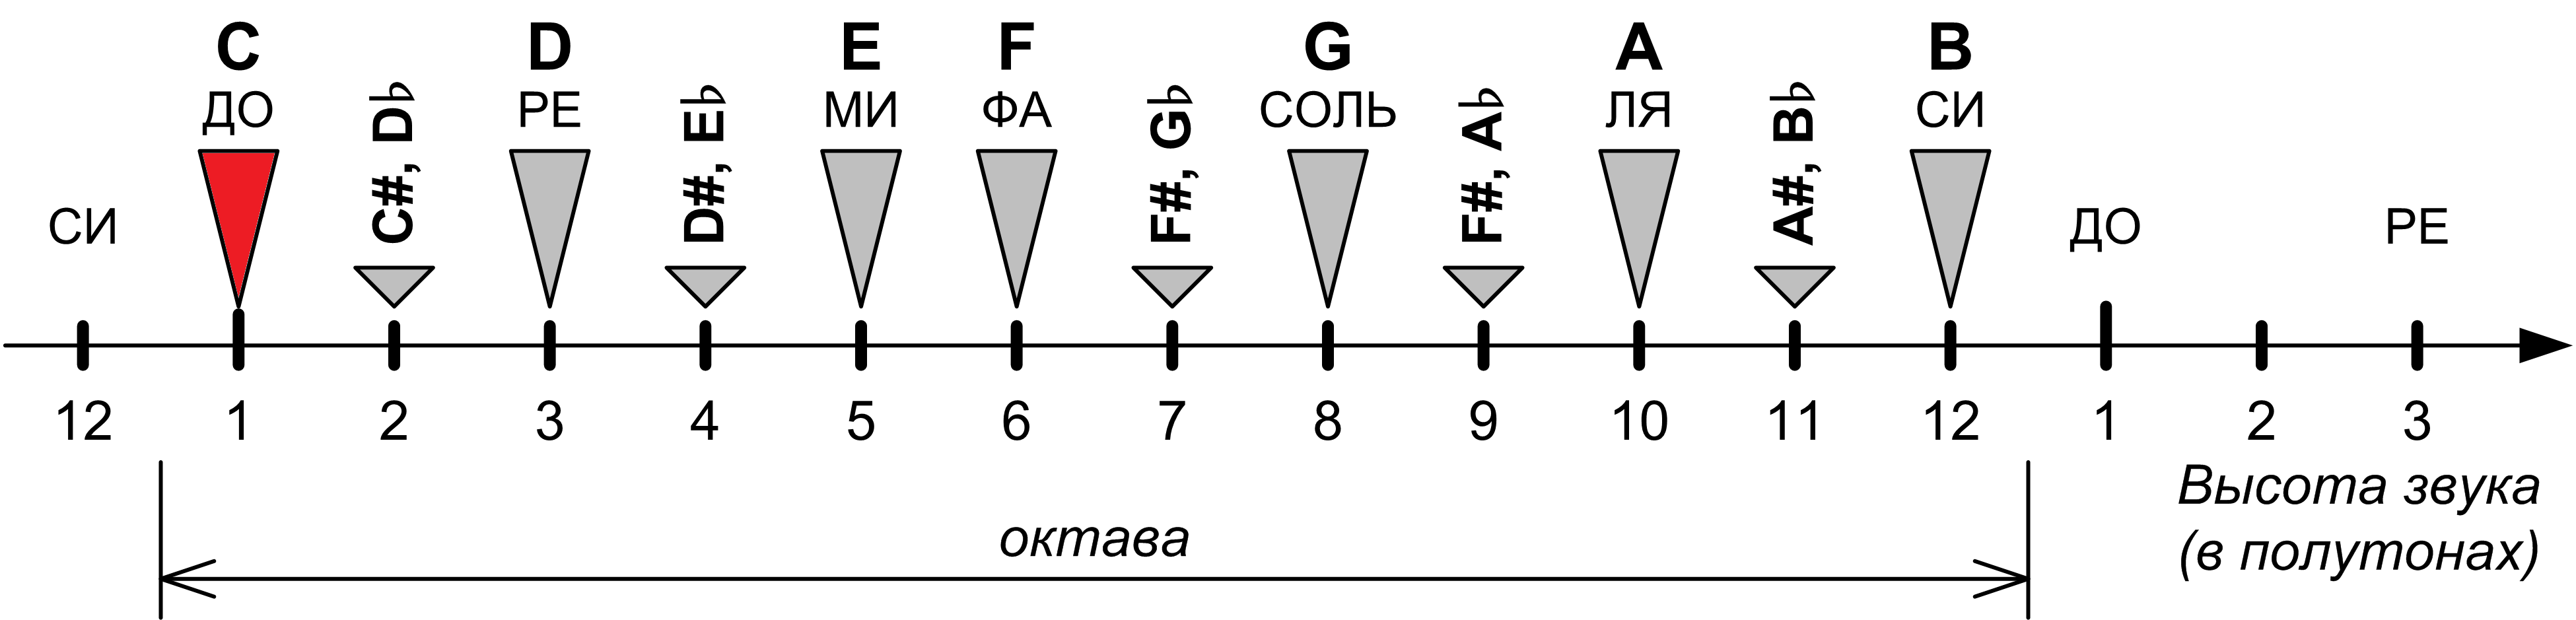 C D E F G A B
ДО РЕ МИ ФА СОЛЬ ЛЯ СИ
C#, D♭
D#, E♭
F#, G♭
F#, A♭
A#, B♭
СИ ДО РЕ
12 1 2 3 4 5 6 7 8 9 10 11 12 1 2 3
октава
Высота звука
(в полутонах)